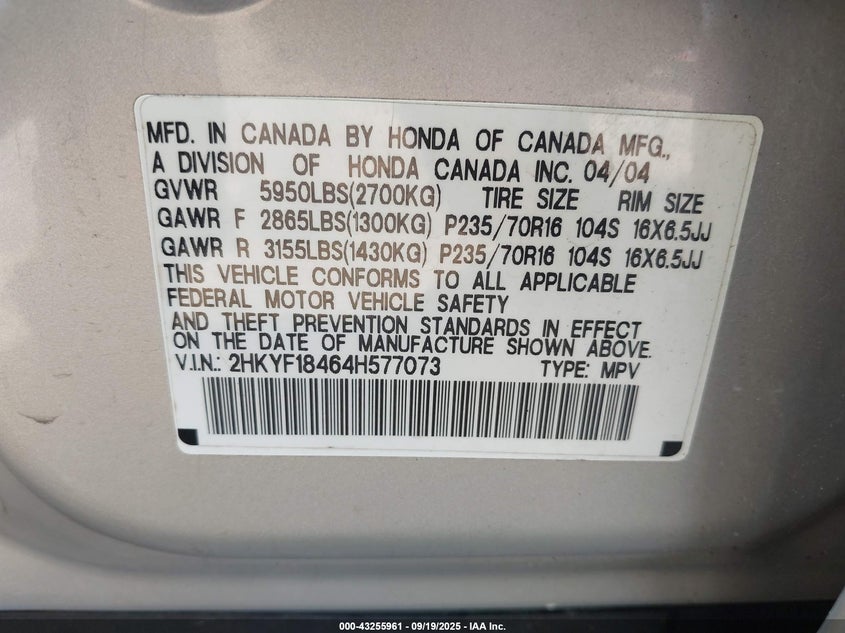 MFD. IN CANADA BY HONDA OF CANADA MFG.,
A DIVISION OF HONDA CANADA INC. 04/04
GVWR 5950LBS(2700KG) TIRE SIZE RIM SIZE
GAWR F 2865LBS(1300KG) P235/70R16 104S 16X6.5JJ
GAWR R 3155LBS(1430KG) P235/70R16 104S 16X6.5JJ
THIS VEHICLE CONFORMS TO ALL APPLICABLE
FEDERAL MOTOR VEHICLE SAFETY
AND THEFT PREVENTION STANDARDS IN EFFECT
ON THE DATE OF MANUFACTURE SHOWN ABOVE.
V.I.N.: 2HKYF18464H577073 TYPE: MPV
000-43255961 - 09/19/2025 - IAA Inc.